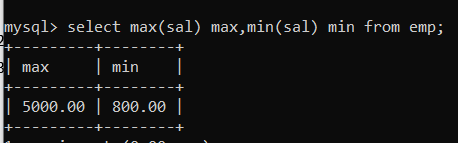 mysql> select max(sal) max,min(sal) min from emp;
+---------+--------+
| max     | min    |
+---------+--------+
| 5000.00 | 800.00 |
+---------+--------+